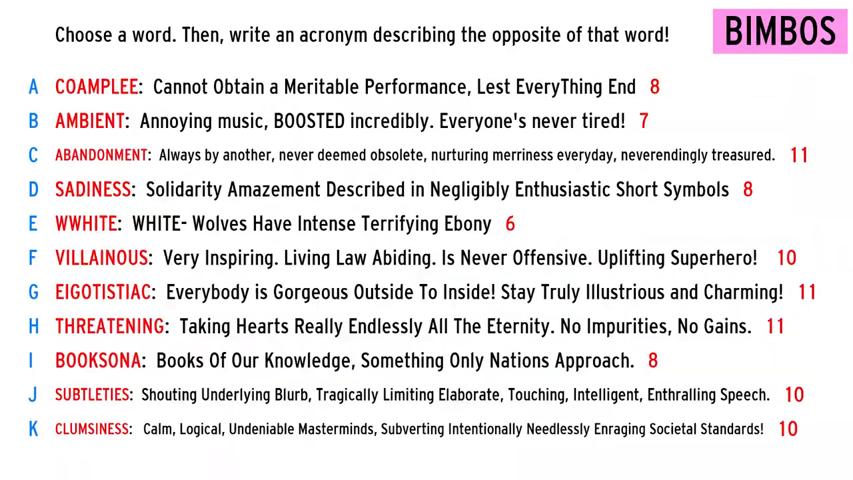 Choose a word. Then, write an acronym describing the opposite of that word!
BIMBOS
A COAMPLEE: Cannot Obtain a Meritable Performance, Lest EveryThing End 8
B AMBIENT: Annoying music, BOOSTED incredibly. Everyone's never tired! 7
C ABANDONMENT: Always by another, never deemed obsolete, nurturing merriness everyday, neverendingly treasured. 11
D SADINESS: Solidarity Amazement Described in Negligibly Enthusiastic Short Symbols 8
E WWHITE: WHITE- Wolves Have Intense Terrifying Ebony 6
F VILLAINOUS: Very Inspiring. Living Law Abiding. Is Never Offensive. Uplifting Superhero! 10
G EIGOTISTIAC: Everybody is Gorgeous Outside To Inside! Stay Truly Illustrious and Charming! 11
H THREATENING: Taking Hearts Really Endlessly All The Eternity. No Impurities, No Gains. 11
I BOOKSONA: Books Of Our Knowledge, Something Only Nations Approach. 8
J SUBTLETIES: Shouting Underlying Blurb, Tragically Limiting Elaborate, Touching, Intelligent, Enthralling Speech. 10
K CLUMSINESS: Calm, Logical, Undeniable Masterminds, Subverting Intentionally Needlessly Enraging Societal Standards! 10